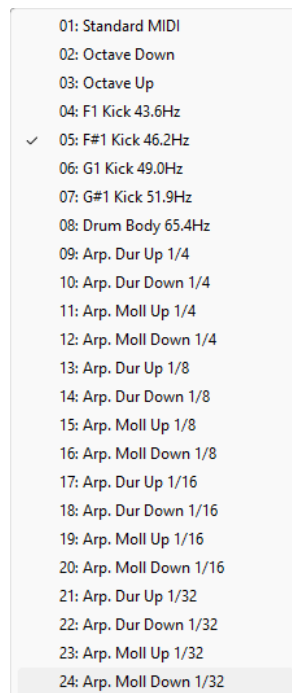 01: Standard MIDI
02: Octave Down
03: Octave Up
04: F1 Kick 43.6Hz
05: F#1 Kick 46.2Hz
06: G1 Kick 49.0Hz
07: G#1 Kick 51.9Hz
08: Drum Body 65.4Hz
09: Arp. Dur Up 1/4
10: Arp. Dur Down 1/4
11: Arp. Moll Up 1/4
12: Arp. Moll Down 1/4
13: Arp. Dur Up 1/8
14: Arp. Dur Down 1/8
15: Arp. Moll Up 1/8
16: Arp. Moll Down 1/8
17: Arp. Dur Up 1/16
18: Arp. Dur Down 1/16
19: Arp. Moll Up 1/16
20: Arp. Moll Down 1/16
21: Arp. Dur Up 1/32
22: Arp. Dur Down 1/32
23: Arp. Moll Up 1/32
24: Arp. Moll Down 1/32